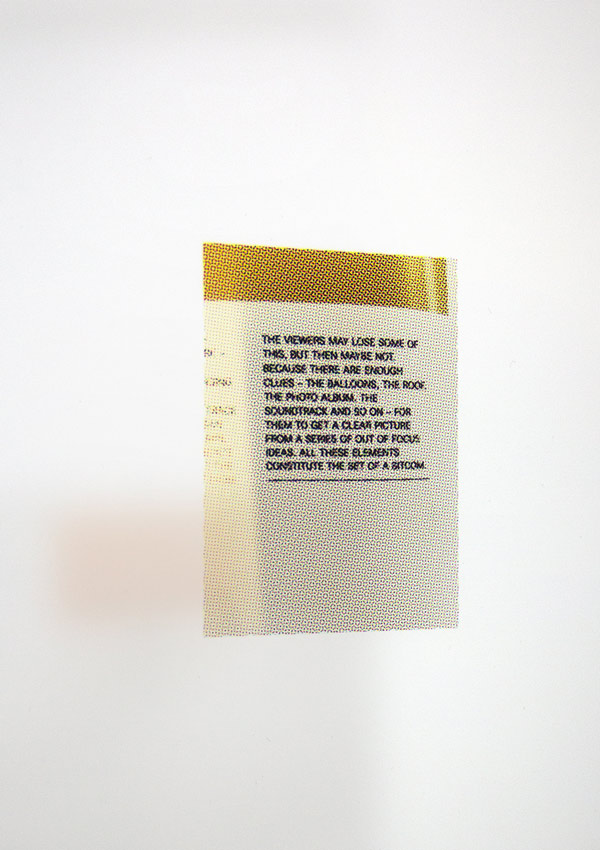 THE VIEWERS MAY LOSE SOME OF
THIS, BUT THEN MAYBE NOT,
BECAUSE THERE ARE ENOUGH
CLUES – THE BALLOONS, THE ROOF,
THE PHOTO ALBUM, THE
SOUNDTRACK AND SO ON – FOR
THEM TO GET A CLEAR PICTURE
FROM A SERIES OF OUT OF FOCUS
IDEAS. ALL THESE ELEMENTS
CONSTITUTE THE SET OF A SITCOM.